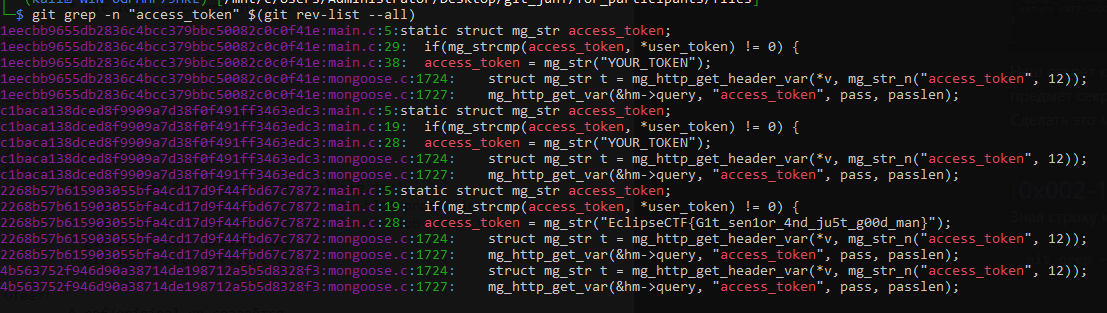 └─$ git grep -n "access_token" $(git rev-list --all)
1eecbb9655db2836c4bcc379bbc50082c0c0f41e:main.c:5:static struct mg_str access_token;
1eecbb9655db2836c4bcc379bbc50082c0c0f41e:main.c:29:  if(mg_strcmp(access_token, *user_token) != 0) {
1eecbb9655db2836c4bcc379bbc50082c0c0f41e:main.c:38:  access_token = mg_str("YOUR_TOKEN");
1eecbb9655db2836c4bcc379bbc50082c0c0f41e:mongoose.c:1724:    struct mg_str t = mg_http_get_header_var(*v, mg_str_n("access_token", 12));
1eecbb9655db2836c4bcc379bbc50082c0c0f41e:mongoose.c:1727:    mg_http_get_var(&hm->query, "access_token", pass, passlen);
c1baca138dced8f9909a7d38f0f491ff3463edc3:main.c:5:static struct mg_str access_token;
c1baca138dced8f9909a7d38f0f491ff3463edc3:main.c:19:  if(mg_strcmp(access_token, *user_token) != 0) {
c1baca138dced8f9909a7d38f0f491ff3463edc3:main.c:28:  access_token = mg_str("YOUR_TOKEN");
c1baca138dced8f9909a7d38f0f491ff3463edc3:mongoose.c:1724:    struct mg_str t = mg_http_get_header_var(*v, mg_str_n("access_token", 12));
c1baca138dced8f9909a7d38f0f491ff3463edc3:mongoose.c:1727:    mg_http_get_var(&hm->query, "access_token", pass, passlen);
2268b57b615903055bfa4cd17d9f44fbd67c7872:main.c:5:static struct mg_str access_token;
2268b57b615903055bfa4cd17d9f44fbd67c7872:main.c:19:  if(mg_strcmp(access_token, *user_token) != 0) {
2268b57b615903055bfa4cd17d9f44fbd67c7872:main.c:28:  access_token = mg_str("EclipseCTF{G1t_sen1or_4nd_ju5t_g00d_man}");
2268b57b615903055bfa4cd17d9f44fbd67c7872:mongoose.c:1724:    struct mg_str t = mg_http_get_header_var(*v, mg_str_n("access_token", 12));
2268b57b615903055bfa4cd17d9f44fbd67c7872:mongoose.c:1727:    mg_http_get_var(&hm->query, "access_token", pass, passlen);
4b563752f946d90a38714de198712a5b5d8328f3:mongoose.c:1724:    struct mg_str t = mg_http_get_header_var(*v, mg_str_n("access_token", 12));
4b563752f946d90a38714de198712a5b5d8328f3:mongoose.c:1727:    mg_http_get_var(&hm->query, "access_token", pass, passlen);